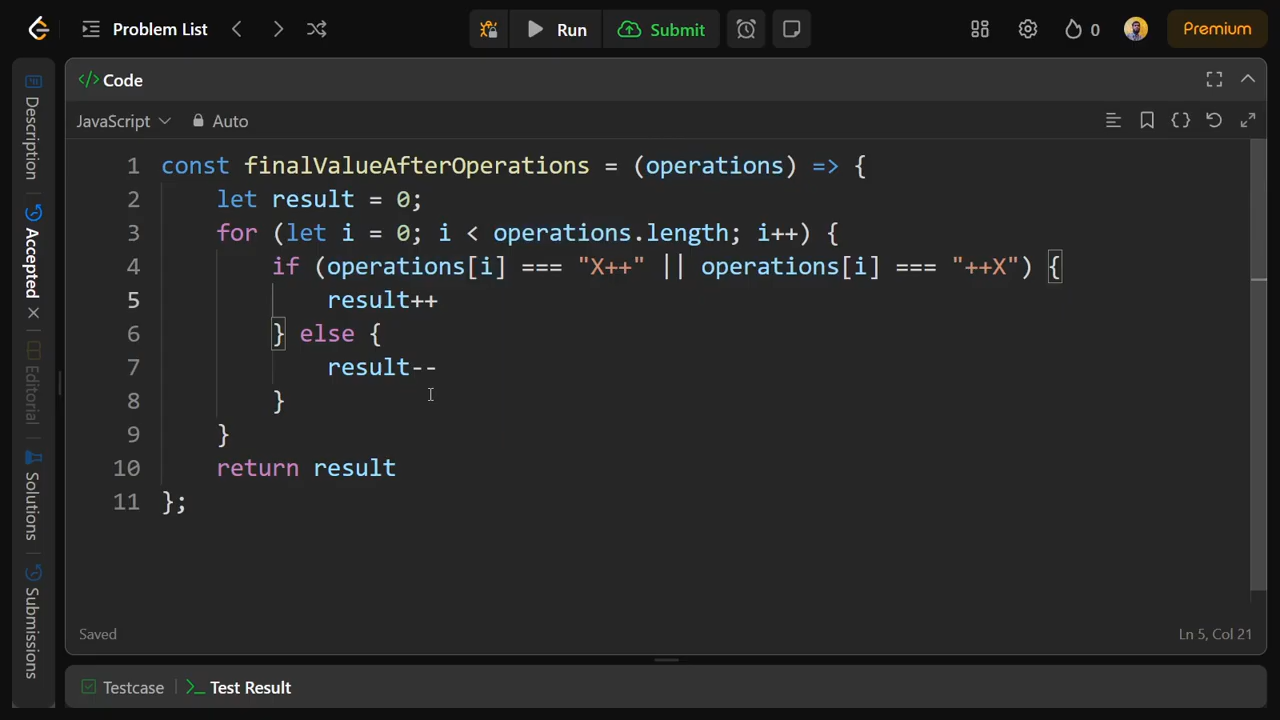 Problem List
Run
Submit
0
Premium
Description
Accepted
Editorial
Solutions
Submissions
</> Code
JavaScript
Auto
1 const finalValueAfterOperations = (operations) => {
2     let result = 0;
3     for (let i = 0; i < operations.length; i++) {
4         if (operations[i] === "X++" || operations[i] === "++X") {
5             result++
6         } else {
7             result--
8         }
9     }
10     return result
11 };
Saved
Ln 5, Col 21
Testcase
Test Result